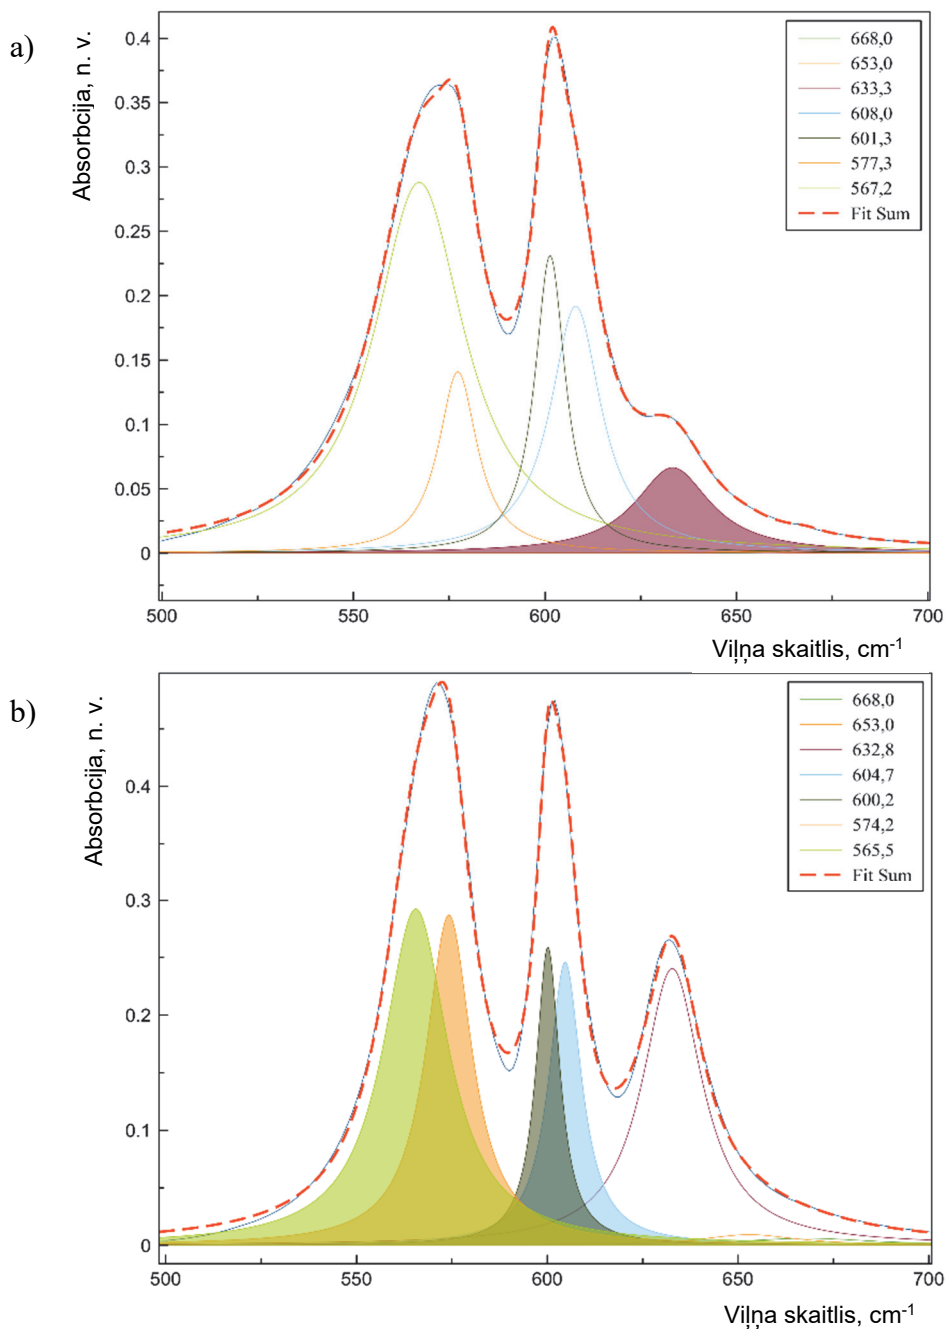 a)
Absorbcija, n. v.
0.4
0.35
0.3
0.25
0.2
0.15
0.1
0.05
0
668,0
653,0
633,3
608,0
601,3
577,3
567,2
Fit Sum
500 550 600 650 700
Viļņa skaitlis, cm-1
b)
Absorbcija, n. v.
0.4
0.3
0.2
0.1
0
668,0
653,0
632,8
604,7
600,2
574,2
565,5
Fit Sum
500 550 600 650 700
Viļņa skaitlis, cm-1